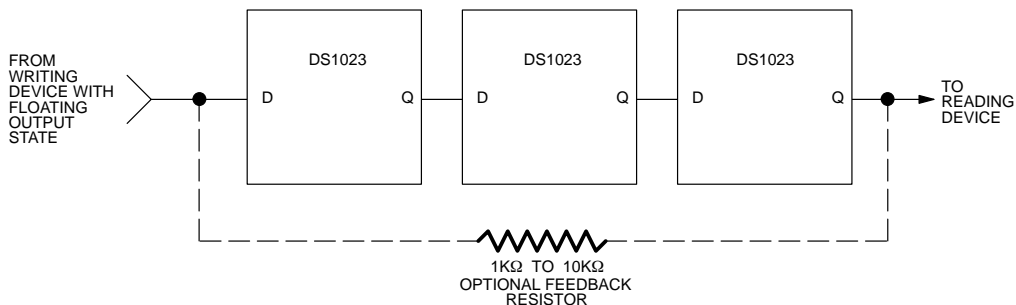 FROM
WRITING
DEVICE WITH
FLOATING
OUTPUT
STATE
DS1023
D
Q
DS1023
D
Q
DS1023
D
Q
TO
READING
DEVICE
1KΩ TO 10KΩ
OPTIONAL FEEDBACK
RESISTOR